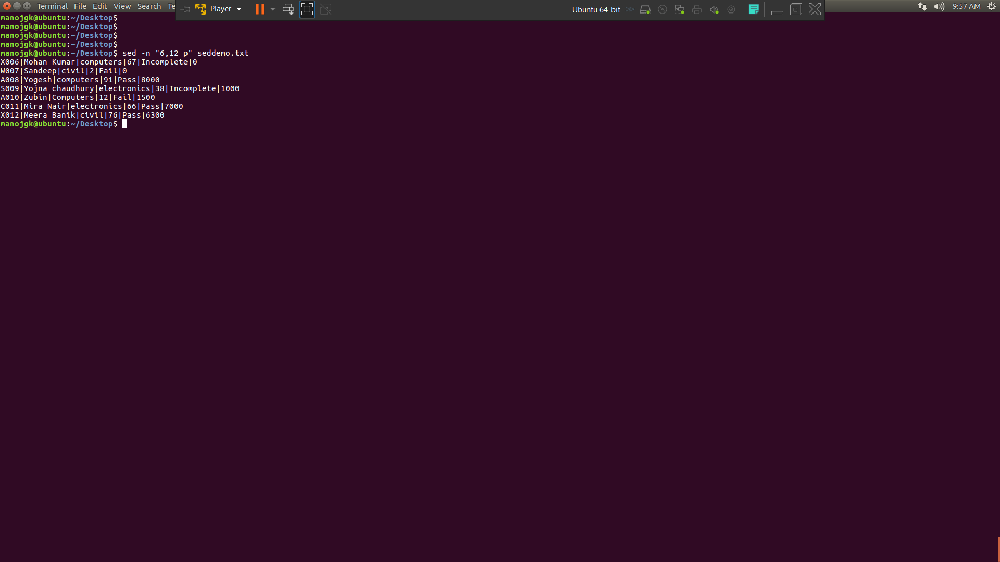 Terminal File Edit View Search Te
Player
Ubuntu 64-bit
9:57 AM
manojgk@ubuntu:~/Desktop$
manojgk@ubuntu:~/Desktop$
manojgk@ubuntu:~/Desktop$
manojgk@ubuntu:~/Desktop$
manojgk@ubuntu:~/Desktop$ sed -n "6,12 p" seddemo.txt
X006|Mohan Kumar|computers|67|Incomplete|0
W007|Sandeep|civil|2|Fail|0
A008|Yogesh|computers|91|Pass|8000
S009|Yojna chaudhury|electronics|38|Incomplete|1000
A010|Zubin|Computers|12|Fail|1500
C011|Mira Nair|electronics|66|Pass|7000
X012|Meera Banik|civil|76|Pass|6300
manojgk@ubuntu:~/Desktop$